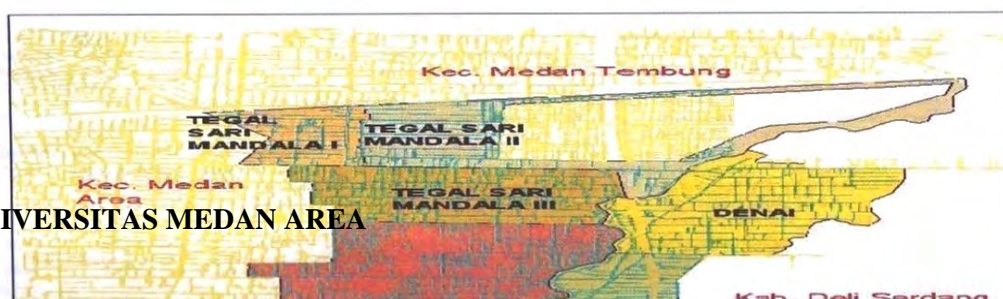 Kec. Medan Tembung
TEGAL
SARI
MANDALA I
TEGAL SARI
MANDALA II
Kec. Medan
Area
TEGAL SARI
MANDALA III
DENAI
IVERSITAS MEDAN AREA
Kab. Deli Serdang